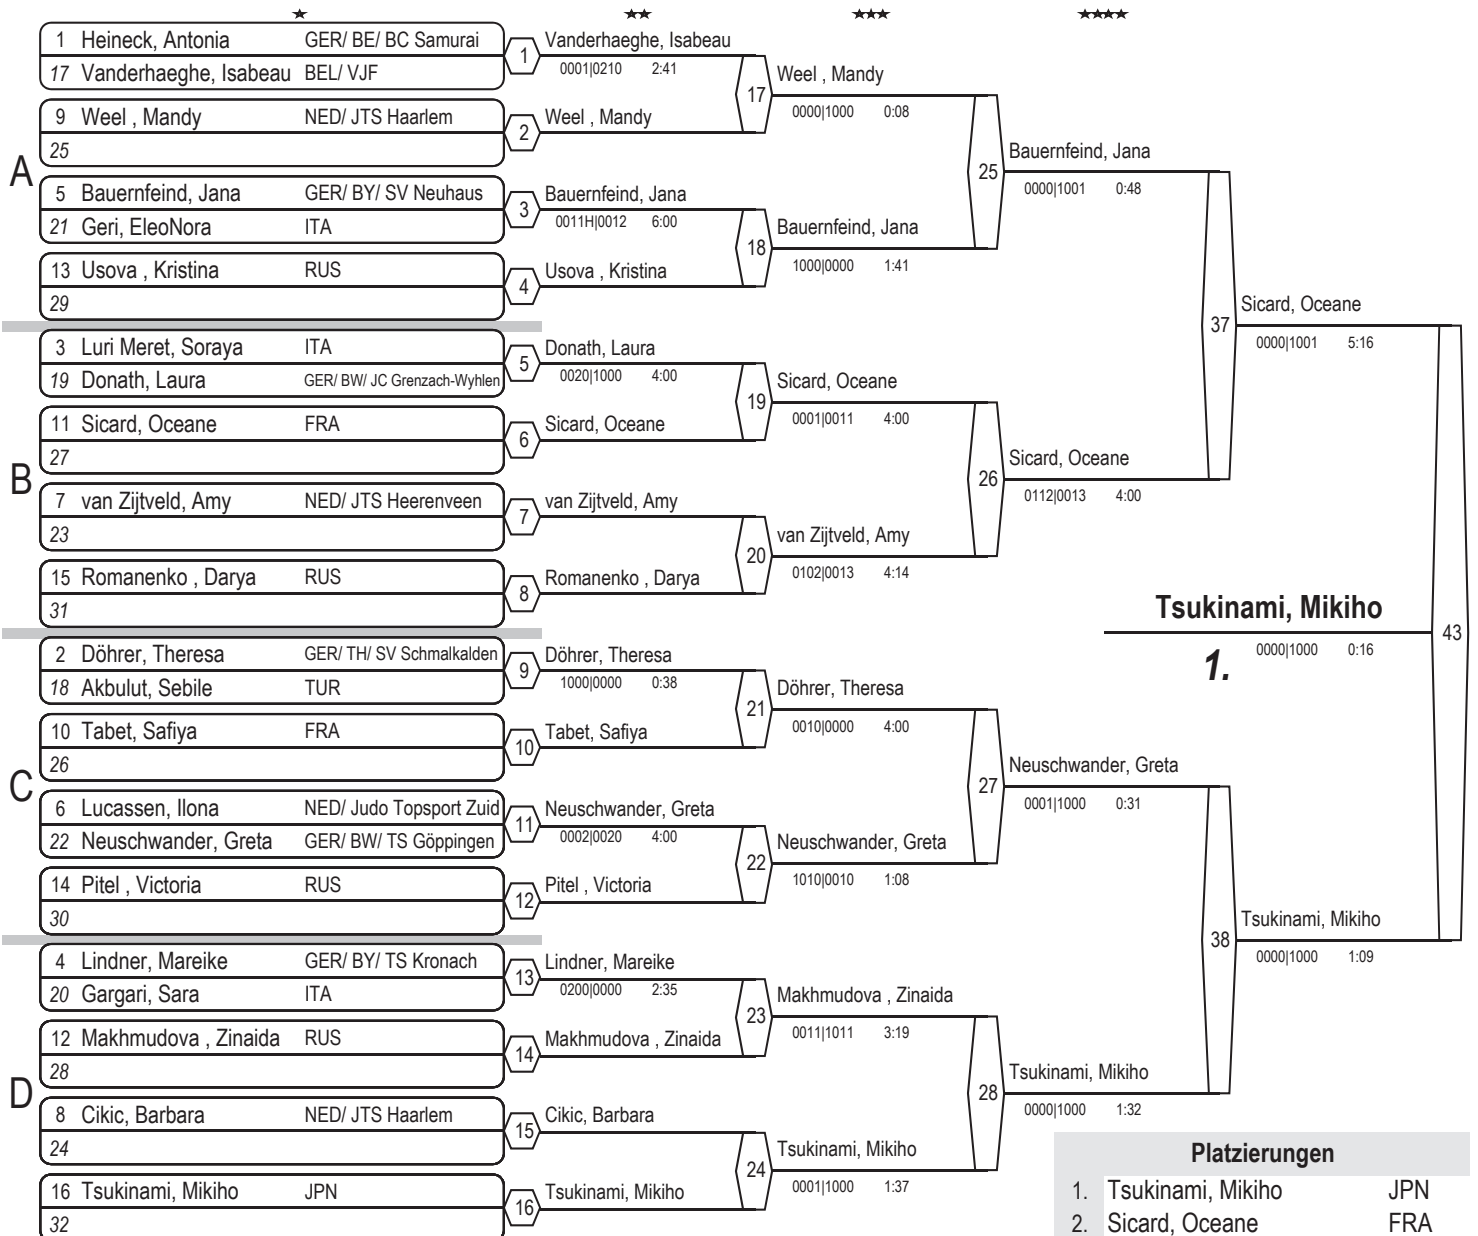 ★ ★★ ★★★ ★★★★
A
1 Heineck, Antonia GER/ BE/ BC Samurai
17 Vanderhaeghe, Isabeau BEL/ VJF
9 Weel , Mandy NED/ JTS Haarlem
25
5 Bauernfeind, Jana GER/ BY/ SV Neuhaus
21 Geri, EleoNora ITA
13 Usova , Kristina RUS
29
B
3 Luri Meret, Soraya ITA
19 Donath, Laura GER/ BW/ JC Grenzach-Wyhlen
11 Sicard, Oceane FRA
27
7 van Zijtveld, Amy NED/ JTS Heerenveen
23
15 Romanenko , Darya RUS
31
C
2 Döhrer, Theresa GER/ TH/ SV Schmalkalden
18 Akbulut, Sebile TUR
10 Tabet, Safiya FRA
26
6 Lucassen, Ilona NED/ Judo Topsport Zuid
22 Neuschwander, Greta GER/ BW/ TS Göppingen
14 Pitel , Victoria RUS
30
D
4 Lindner, Mareike GER/ BY/ TS Kronach
20 Gargari, Sara ITA
12 Makhmudova , Zinaida RUS
28
8 Cikic, Barbara NED/ JTS Haarlem
24
16 Tsukinami, Mikiho JPN
32
1 Vanderhaeghe, Isabeau
0001|0210 2:41
2 Weel , Mandy
3 Bauernfeind, Jana
0011H|0012 6:00
4 Usova , Kristina
5 Donath, Laura
0020|1000 4:00
6 Sicard, Oceane
7 van Zijtveld, Amy
8 Romanenko , Darya
9 Döhrer, Theresa
1000|0000 0:38
10 Tabet, Safiya
11 Neuschwander, Greta
0002|0020 4:00
12 Pitel , Victoria
13 Lindner, Mareike
0200|0000 2:35
14 Makhmudova , Zinaida
15 Cikic, Barbara
16 Tsukinami, Mikiho
17 Weel , Mandy
0000|1000 0:08
18 Bauernfeind, Jana
1000|0000 1:41
19 Sicard, Oceane
0001|0011 4:00
20 van Zijtveld, Amy
0102|0013 4:14
21 Döhrer, Theresa
0010|0000 4:00
22 Neuschwander, Greta
1010|0010 1:08
23 Makhmudova , Zinaida
0011|1011 3:19
24 Tsukinami, Mikiho
0001|1000 1:37
25 Bauernfeind, Jana
0000|1001 0:48
26 Sicard, Oceane
0112|0013 4:00
27 Neuschwander, Greta
0001|1000 0:31
28 Tsukinami, Mikiho
0000|1000 1:32
37 Sicard, Oceane
0000|1001 5:16
38 Tsukinami, Mikiho
0000|1000 1:09
43 Tsukinami, Mikiho
1. 0000|1000 0:16
Platzierungen
1. Tsukinami, Mikiho JPN
2. Sicard, Oceane FRA